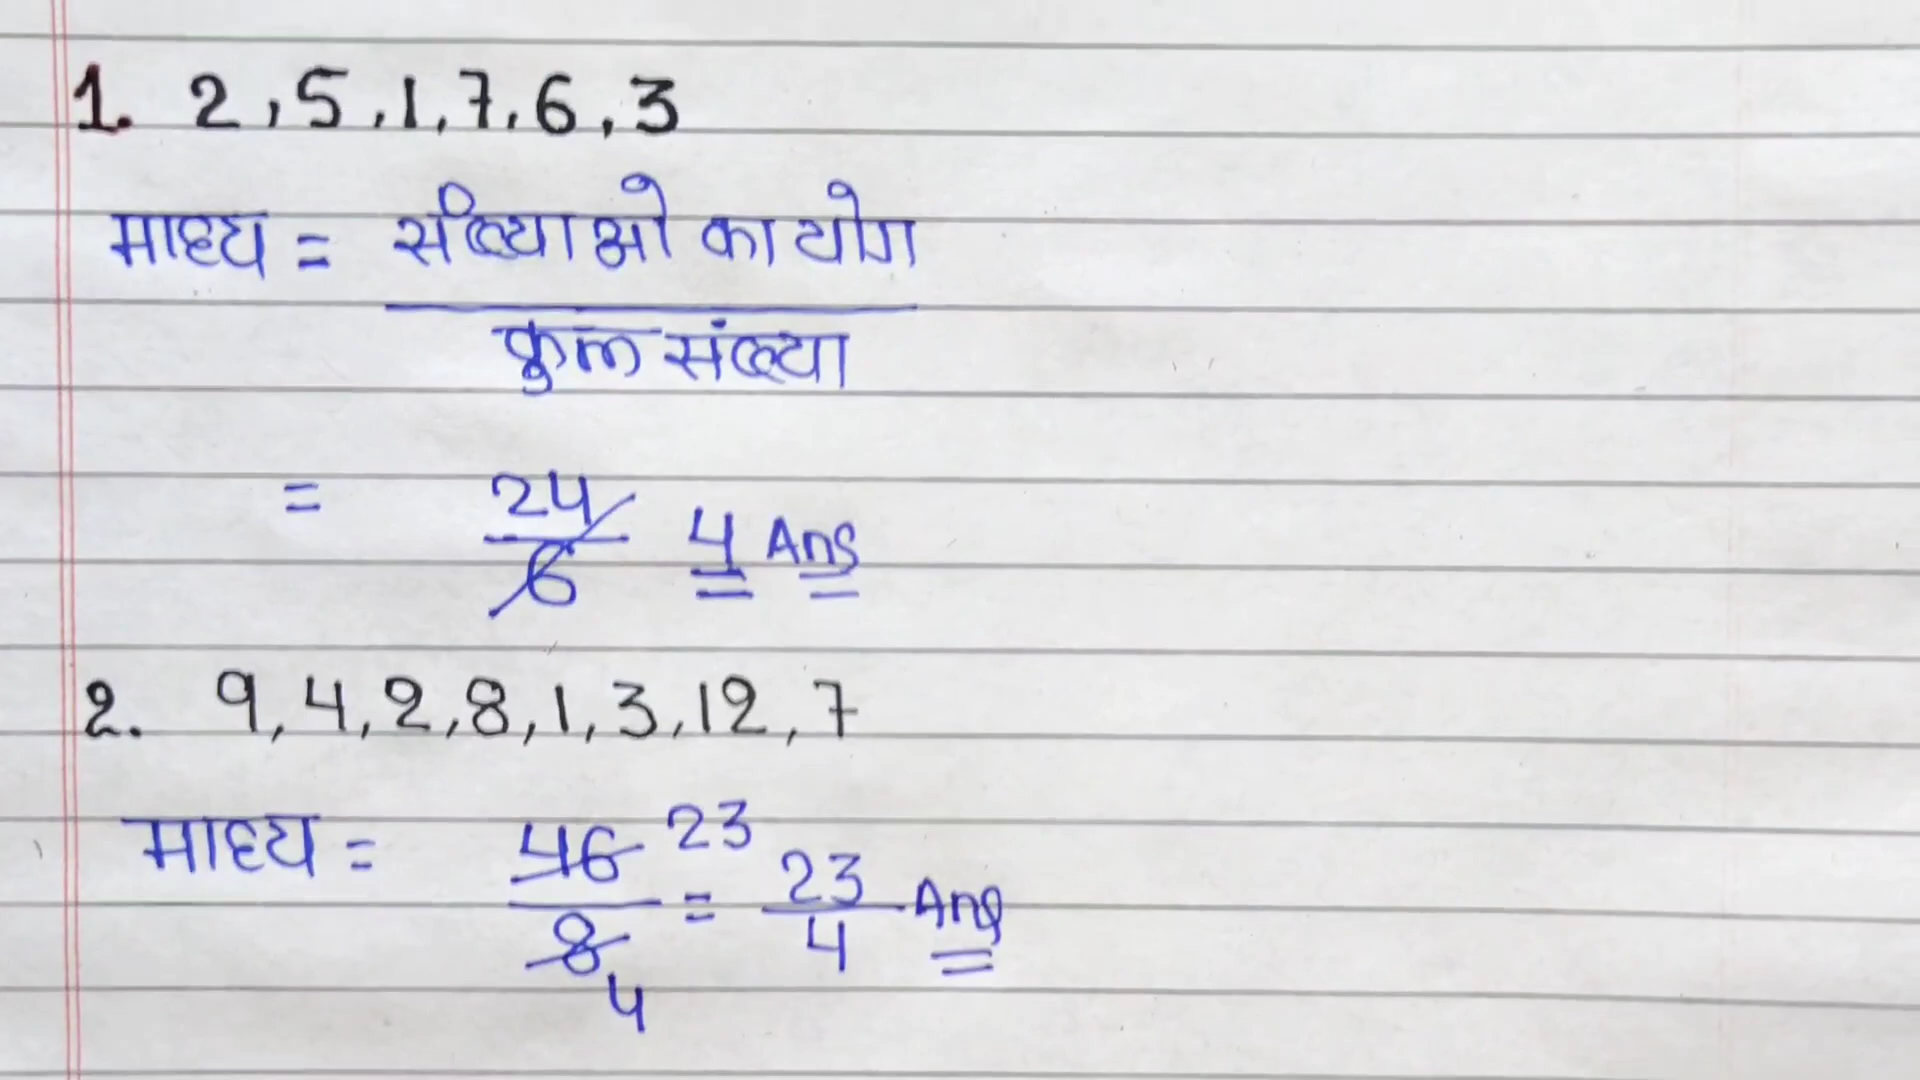 1. 2,5,1,7,6,3
माध्य = संख्याओ का योग
कुल संख्या
= 24/6 4 Ans
2. 9,4,2,8,1,3,12,7
माध्य = 46/8 23 4 = 23/4 Ans